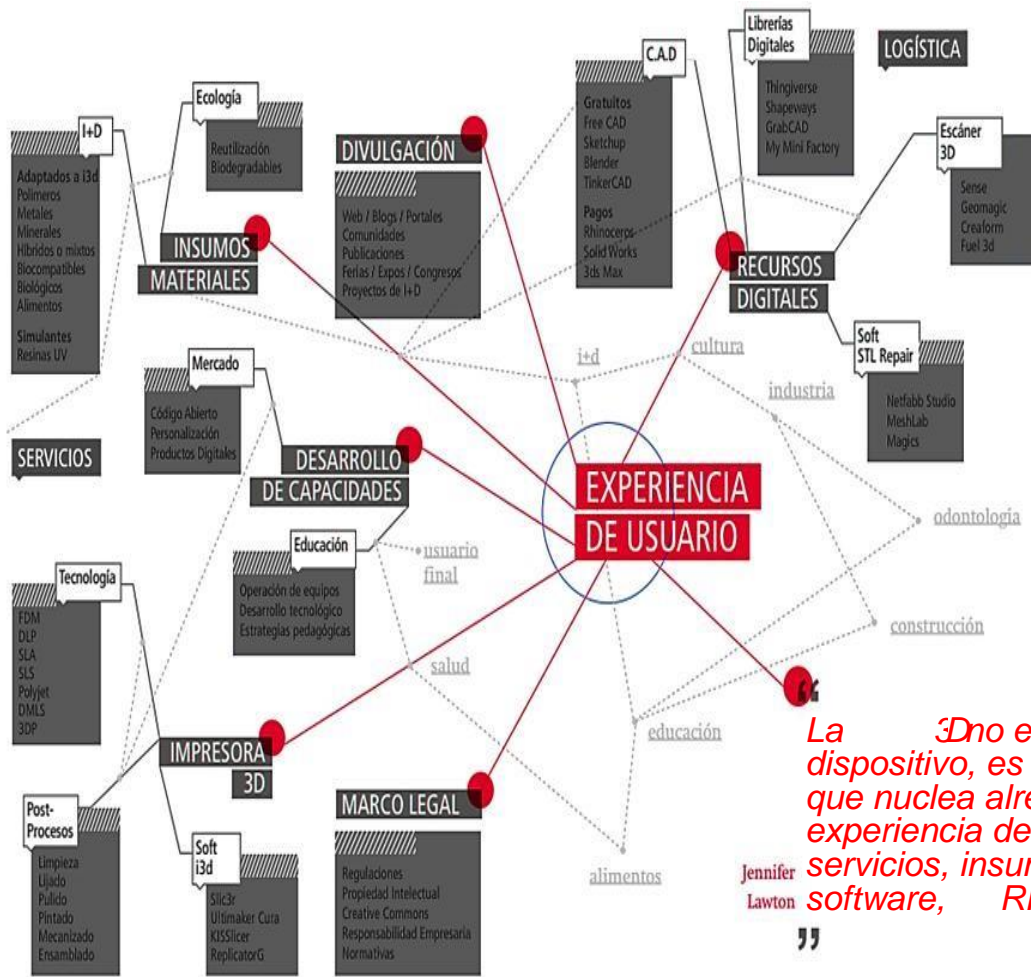 Librerías
Digitales
Thingiverse
Shapeways
GrabCAD
My Mini Factory
LOGÍSTICA
C.A.D
Gratuitos
Free CAD
Sketchup
Blender
TinkerCAD
Pagos
Rhinoceros
Solid Works
3ds Max
Escáner
3D
Sense
Geomagic
Creaform
Fuel 3d
Ecología
Reutilización
Biodegradables
I+D
Adaptados a i3d
Polímeros
Metales
Minerales
Híbridos o mixtos
Biocompatibles
Biológicos
Alimentos
Simulantes
Resinas UV
INSUMOS
MATERIALES
DIVULGACIÓN
Web / Blogs / Portales
Comunidades
Publicaciones
Ferias / Expos / Congresos
Proyectos de I+D
RECURSOS
DIGITALES
Soft
STL Repair
Netfabb Studio
MeshLab
Magics
i+d
cultura
industria
odontologia
construcción
educación
alimentos
salud
usuario
final
Mercado
Código Abierto
Personalización
Productos Digitales
SERVICIOS
DESARROLLO
DE CAPACIDADES
Educación
Operación de equipos
Desarrollo tecnológico
Estrategias pedagógicas
EXPERIENCIA
DE USUARIO
Tecnología
FDM
DLP
SLA
SLS
Polyjet
DMLS
3DP
IMPRESORA
3D
Post-
Procesos
Limpieza
Lijado
Pulido
Pintado
Mecanizado
Ensamblado
Soft
i3d
Slic3r
Ultimaker Cura
KISSlicer
ReplicatorG
MARCO LEGAL
Regulaciones
Propiedad Intelectual
Creative Commons
Responsabilidad Empresaria
Normativas
“
La 3D no e
dispositivo, es
que nuclea alre
experiencia de
servicios, insu
software,
Jennifer
Lawton
”